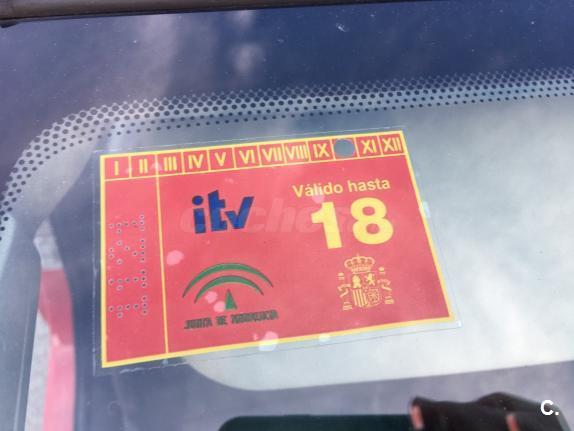 I II III IV V VI VII VIII IX XI XII
itv
Válido hasta
18
JUNTA DE ANDALUCIA
C.